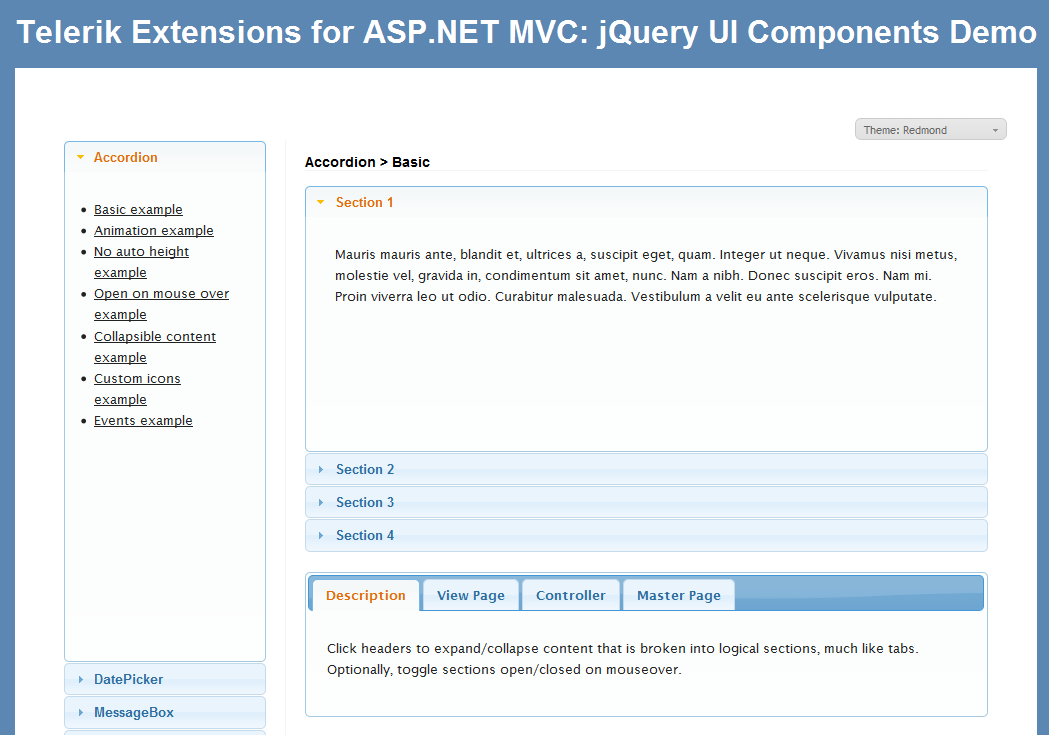 Telerik Extensions for ASP.NET MVC: jQuery UI Components Demo
Theme: Redmond
Accordion
Basic example
Animation example
No auto height
example
Open on mouse over
example
Collapsible content
example
Custom icons
example
Events example
DatePicker
MessageBox
Accordion > Basic
Section 1
Mauris mauris ante, blandit et, ultrices a, suscipit eget, quam. Integer ut neque. Vivamus nisi metus,
molestie vel, gravida in, condimentum sit amet, nunc. Nam a nibh. Donec suscipit eros. Nam mi.
Proin viverra leo ut odio. Curabitur malesuada. Vestibulum a velit eu ante scelerisque vulputate.
Section 2
Section 3
Section 4
Description View Page Controller Master Page
Click headers to expand/collapse content that is broken into logical sections, much like tabs.
Optionally, toggle sections open/closed on mouseover.